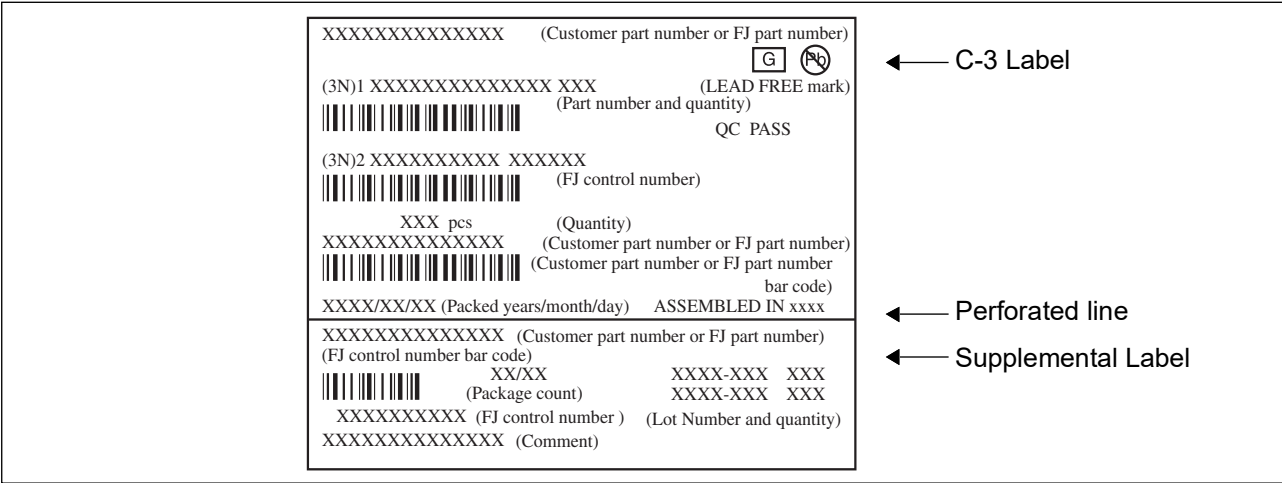 XXXXXXXXXXXXXX (Customer part number or FJ part number)
G Pb
C-3 Label
(3N)1 XXXXXXXXXXXXXX XXX (LEAD FREE mark)
(Part number and quantity)
QC PASS
(3N)2 XXXXXXXXXX XXXXXX
(FJ control number)
XXX pcs (Quantity)
XXXXXXXXXXXXXX (Customer part number or FJ part number)
(Customer part number or FJ part number
bar code)
XXXX/XX/XX (Packed years/month/day) ASSEMBLED IN xxxx
Perforated line
XXXXXXXXXXXXXX (Customer part number or FJ part number)
(FJ control number bar code)
Supplemental Label
XX/XX XXXX-XXX XXX
(Package count) XXXX-XXX XXX
XXXXXXXXXX (FJ control number ) (Lot Number and quantity)
XXXXXXXXXXXXXX (Comment)